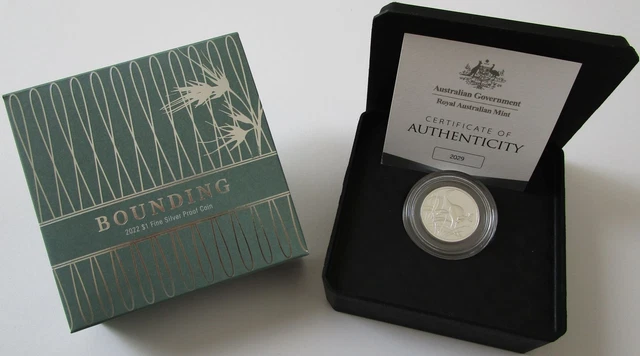 BOUNDING
2022 $1 Fine Silver Proof Coin
Australian Government
Royal Australian Mint
CERTIFICATE OF
AUTHENTICITY
2029